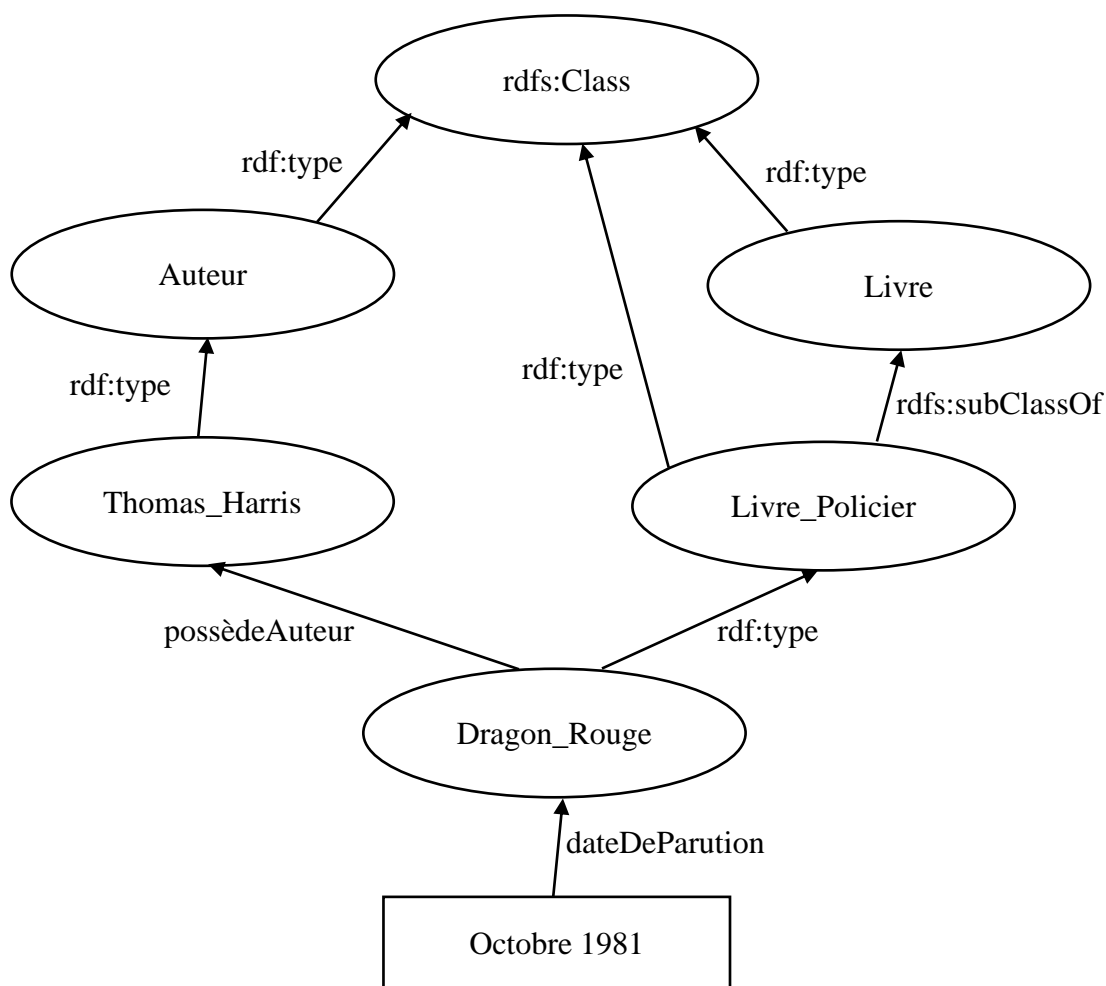 rdfs:Class
rdf:type
rdf:type
Auteur
Livre
rdf:type
rdf:type
rdfs:subClassOf
Thomas_Harris
Livre_Policier
possèdeAuteur
rdf:type
Dragon_Rouge
dateDeParution
Octobre 1981